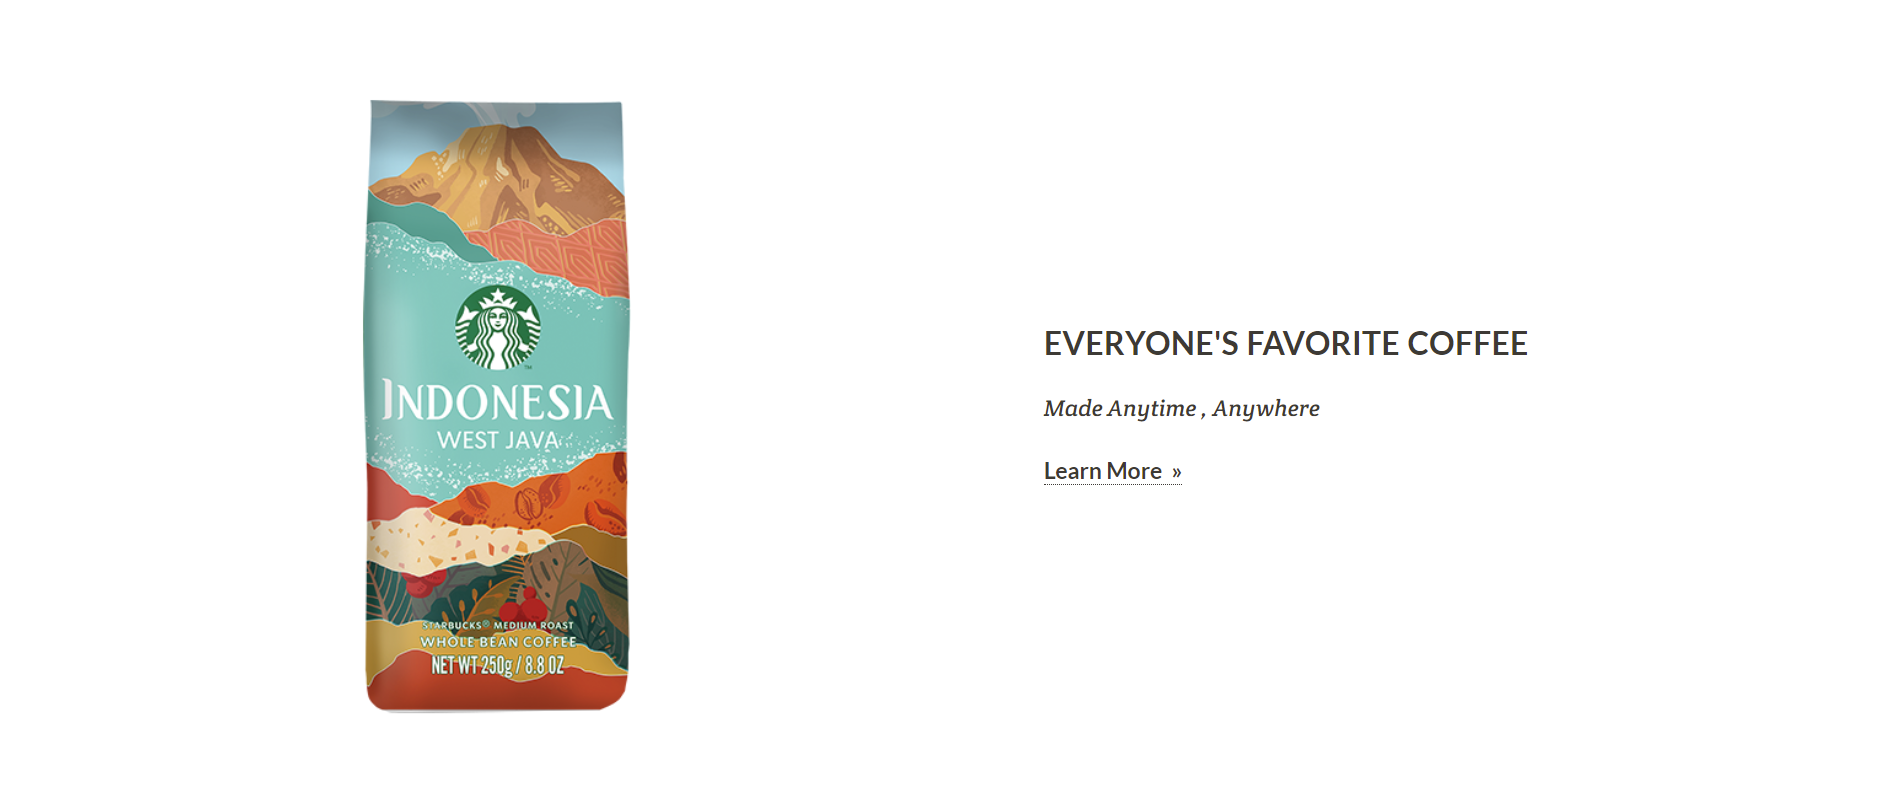 INDONESIA
WEST JAVA
STARBUCKS® MEDIUM ROAST
WHOLE BEAN COFFEE
NET WT 250g / 8.8 OZ
EVERYONE'S FAVORITE COFFEE
Made Anytime , Anywhere
Learn More »